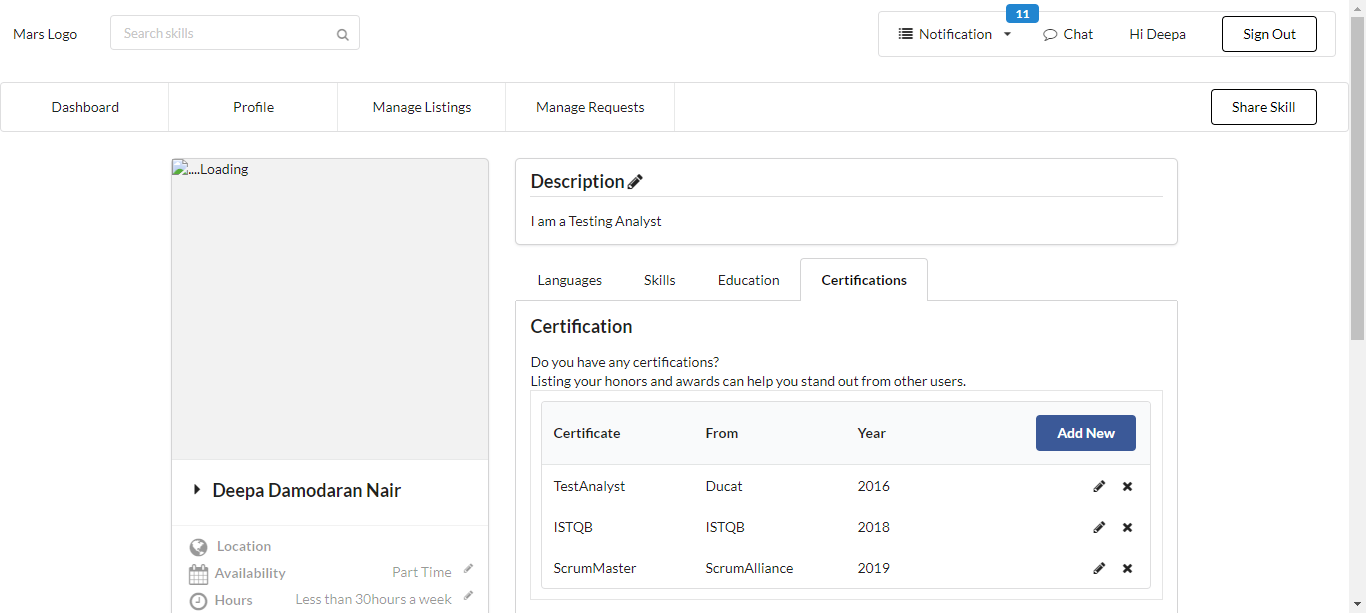 11
Mars Logo
Search skills
Notification
Chat
Hi Deepa
Sign Out
Dashboard
Profile
Manage Listings
Manage Requests
Share Skill
....Loading
Deepa Damodaran Nair
Location
Availability Part Time
Hours Less than 30hours a week
Description
I am a Testing Analyst
Languages Skills Education Certifications
Certification
Do you have any certifications?
Listing your honors and awards can help you stand out from other users.
Certificate From Year Add New
TestAnalyst Ducat 2016
ISTQB ISTQB 2018
ScrumMaster ScrumAlliance 2019